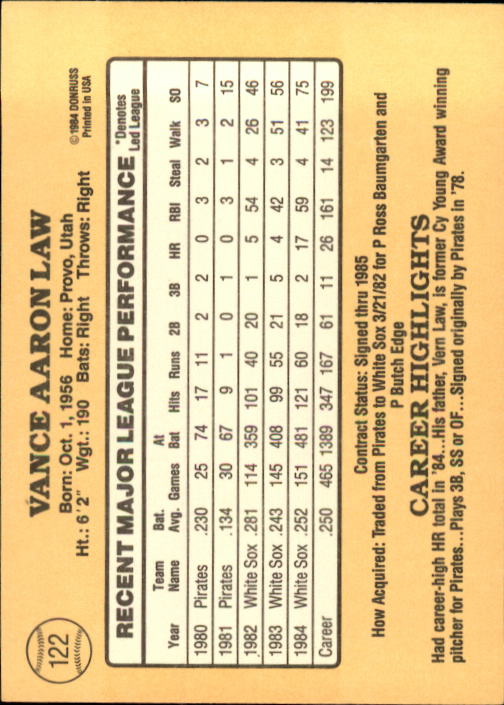 122
VANCE AARON LAW
©1984 DONRUSS
Printed in USA
Born: Oct. 1, 1956 Home: Provo, Utah
Ht.: 6'2" Wgt.: 190 Bats: Right Throws: Right
RECENT MAJOR LEAGUE PERFORMANCE *Denotes Led League
Year Team Name Bat. Avg. Games At Bat Hits Runs 2B 3B HR RBI Steal Walk SO
1980 Pirates .230 25 74 17 11 2 2 0 3 2 3 7
1981 Pirates .134 30 67 9 1 0 1 0 3 1 2 15
1982 White Sox .281 114 359 101 40 20 1 5 54 4 26 46
1983 White Sox .243 145 408 99 55 21 5 4 42 3 51 56
1984 White Sox .252 151 481 121 60 18 2 17 59 4 41 75
Career .250 465 1389 347 167 61 11 26 161 14 123 199
Contract Status: Signed thru 1985
How Acquired: Traded from Pirates to White Sox 3/21/82 for P Ross Baumgarten and
P Butch Edge
CAREER HIGHLIGHTS
Had career-high HR total in '84...His father, Vern Law, is former Cy Young Award winning
pitcher for Pirates...Plays 3B, SS or OF...Signed originally by Pirates in '78.